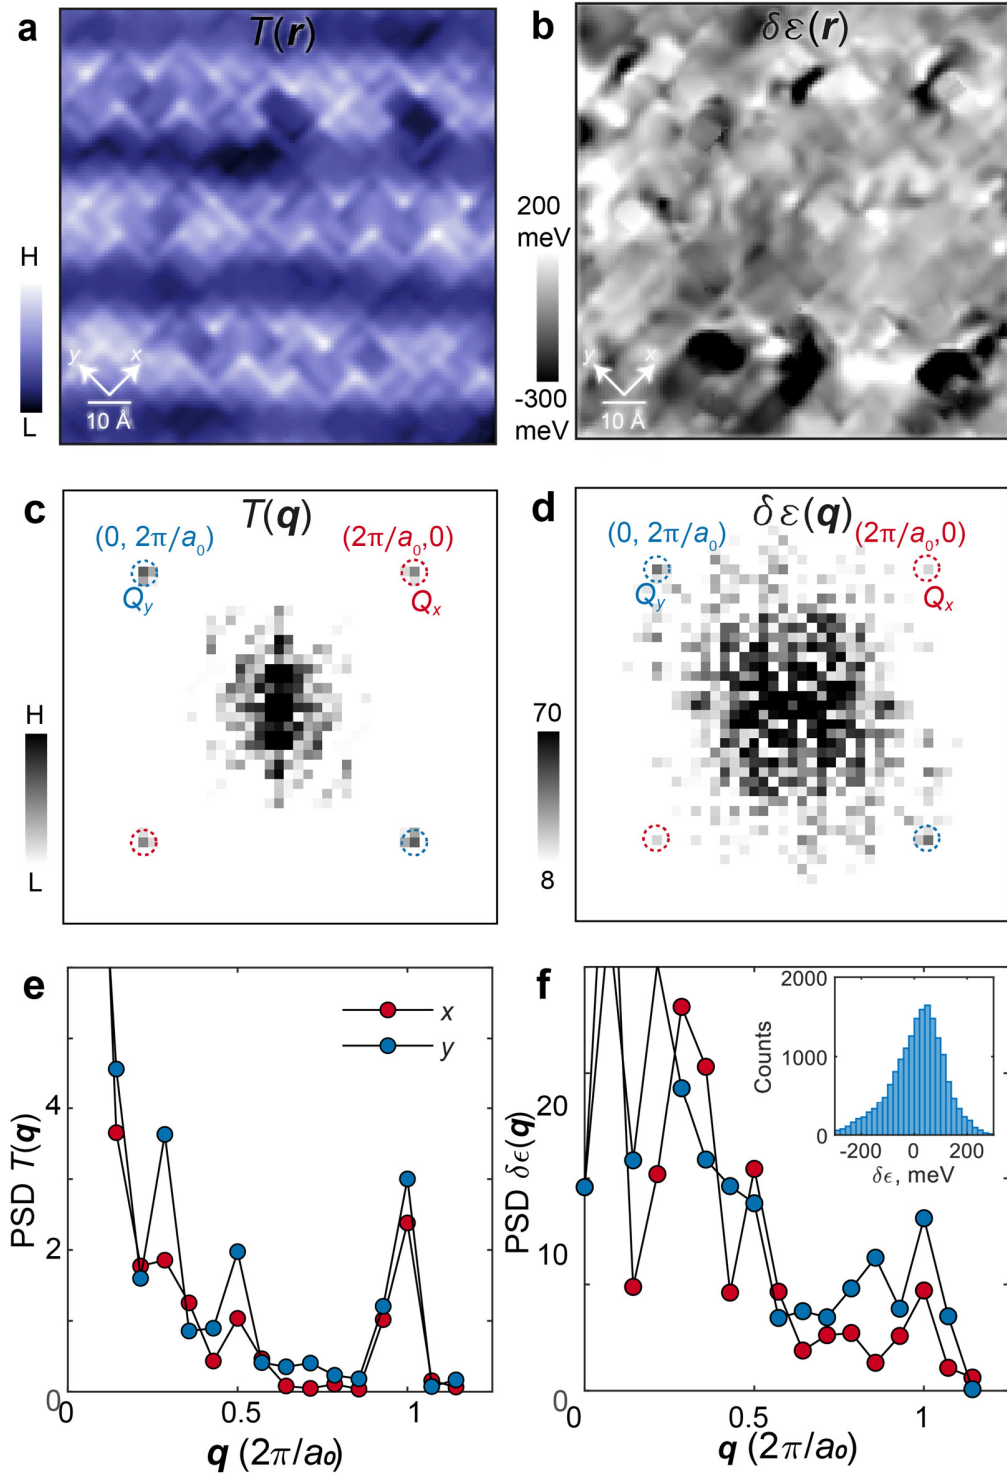 a
T(r)
H
L
y
x
10 Å
b
δε(r)
200
meV
-300
meV
y
x
10 Å
c
T(q)
(0, 2π/a₀)
(2π/a₀,0)
Qy
Qx
H
L
d
δε(q)
(0, 2π/a₀)
(2π/a₀,0)
Qy
Qx
70
8
e
x
y
PSD T(q)
4
2
0
0
0.5
1
q (2π/a₀)
f
PSD δϵ(q)
20
10
0
0
0.5
1
q (2π/a₀)
2000
1000
0
Counts
-200
0
200
δϵ, meV